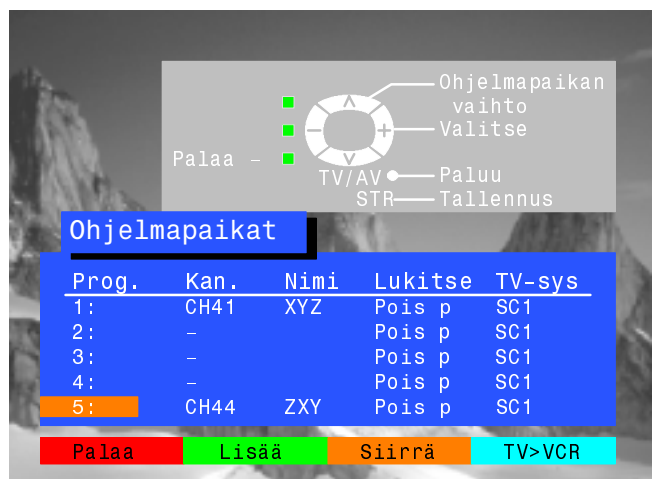 Ohjelmapaikan
vaihto
Valitse
Palaa –
TV/AV Paluu
STR Tallennus
Ohjelmapaikat
Prog. Kan. Nimi Lukitse TV-sys
1: CH41 XYZ Pois p SC1
2: – Pois p SC1
3: – Pois p SC1
4: – Pois p SC1
5: CH44 ZXY Pois p SC1
Palaa Lisää Siirrä TV>VCR